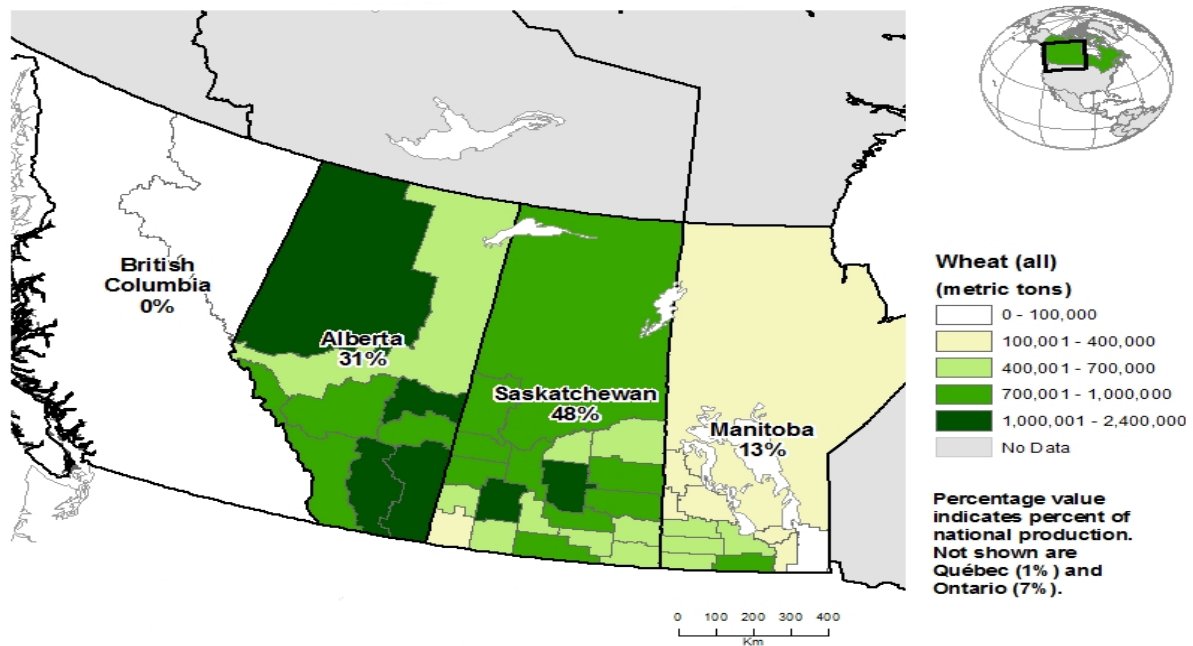 British
Columbia
0%
Alberta
31%
Saskatchewan
48%
Manitoba
13%
Wheat (all)
(metric tons)
0 - 100,000
100,001 - 400,000
400,001 - 700,000
700,001 - 1,000,000
1,000,001 - 2,400,000
No Data
Percentage value
indicates percent of
national production.
Not shown are
Québec (1%) and
Ontario (7%).
0 100 200 300 400
Km